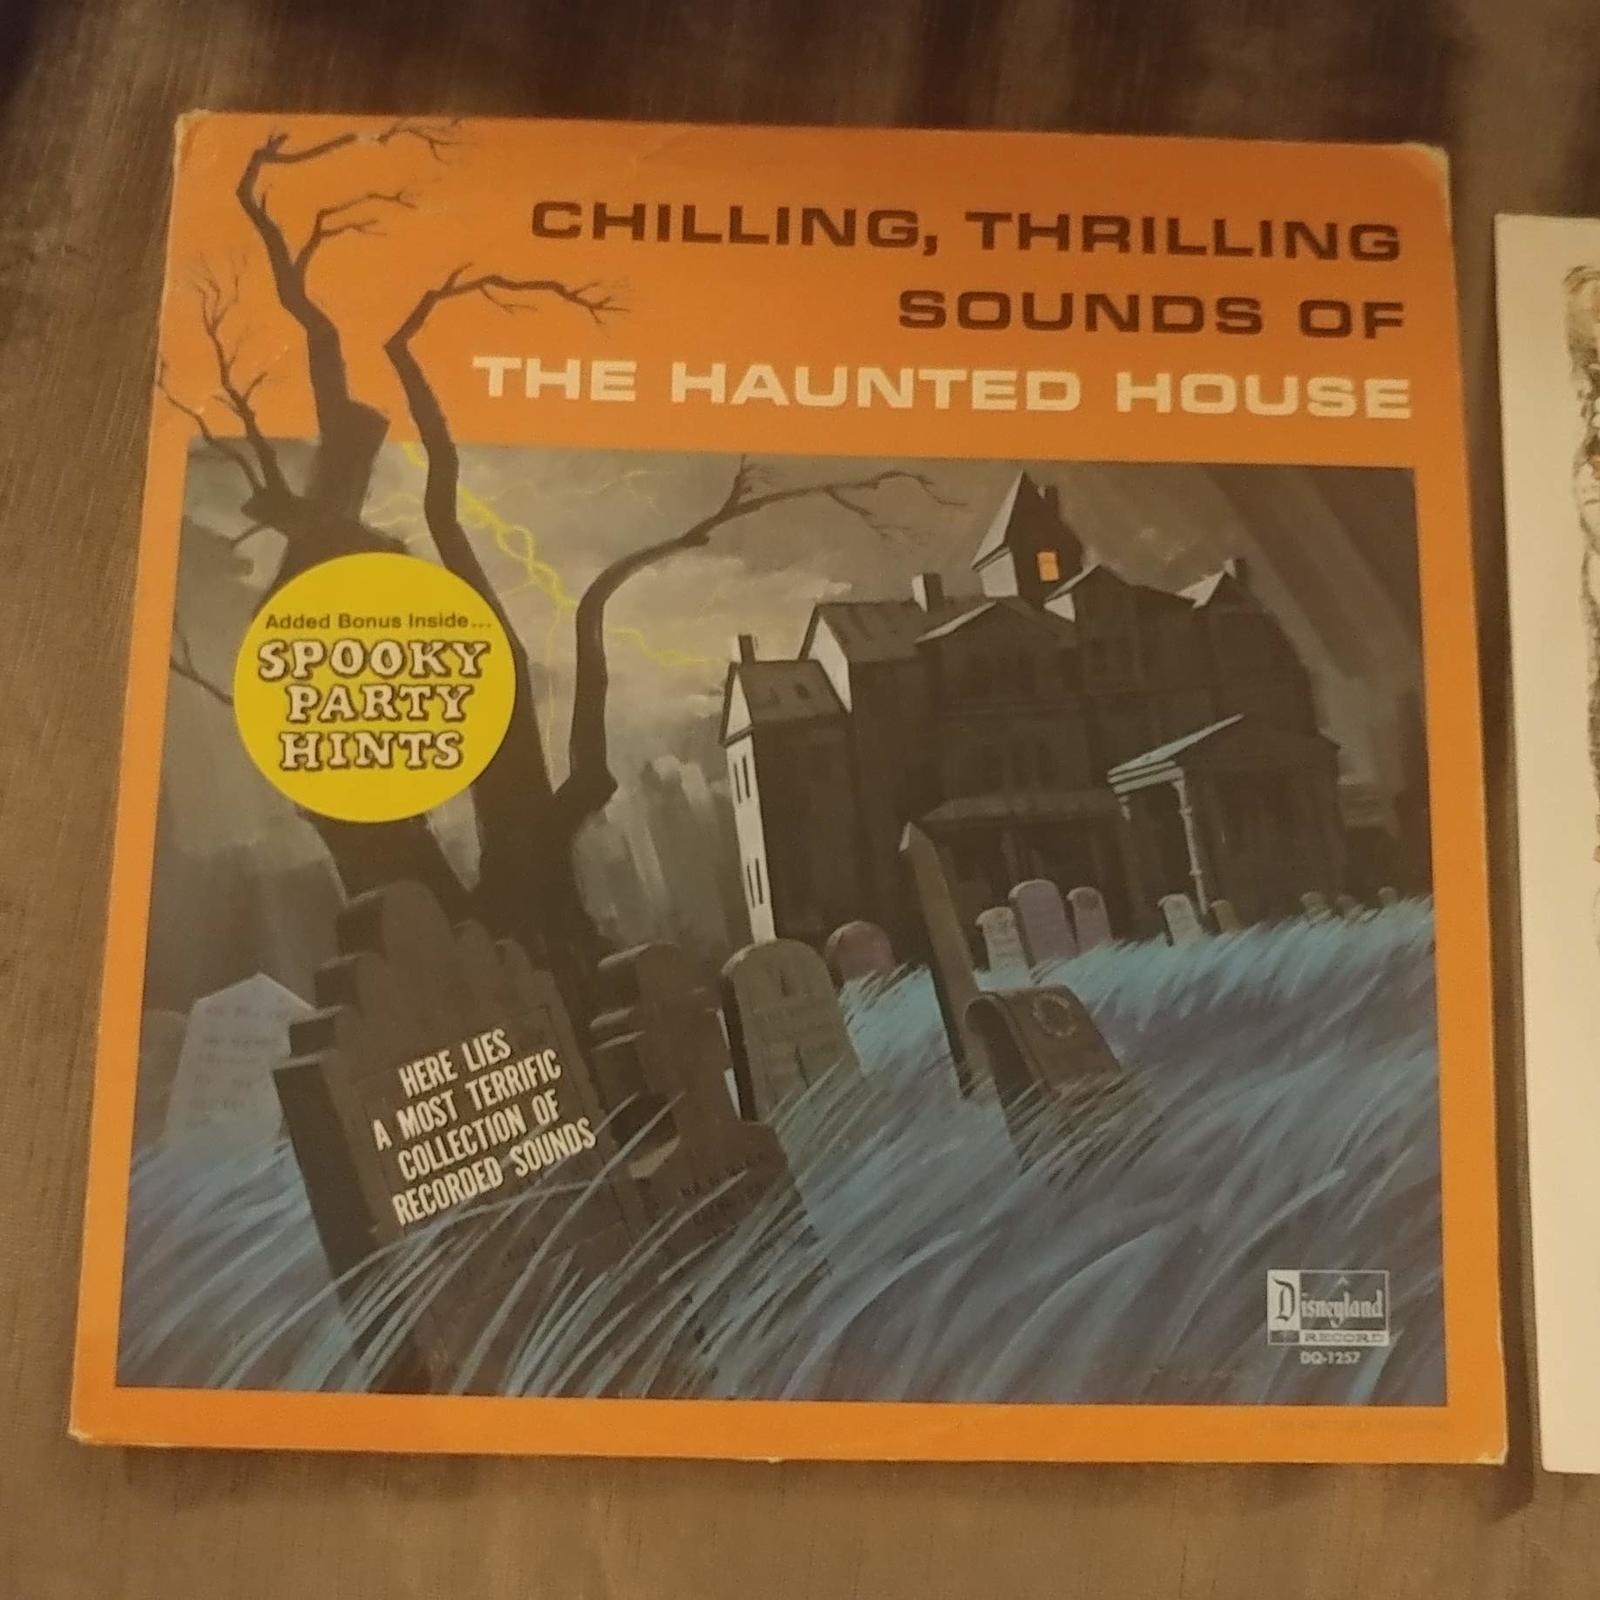 CHILLING, THRILLING
SOUNDS OF
THE HAUNTED HOUSE
Added Bonus Inside...
SPOOKY
PARTY
HINTS
HERE LIES
A MOST TERRIFIC
COLLECTION OF
RECORDED SOUNDS
Disneyland
RECORD
DQ-1257